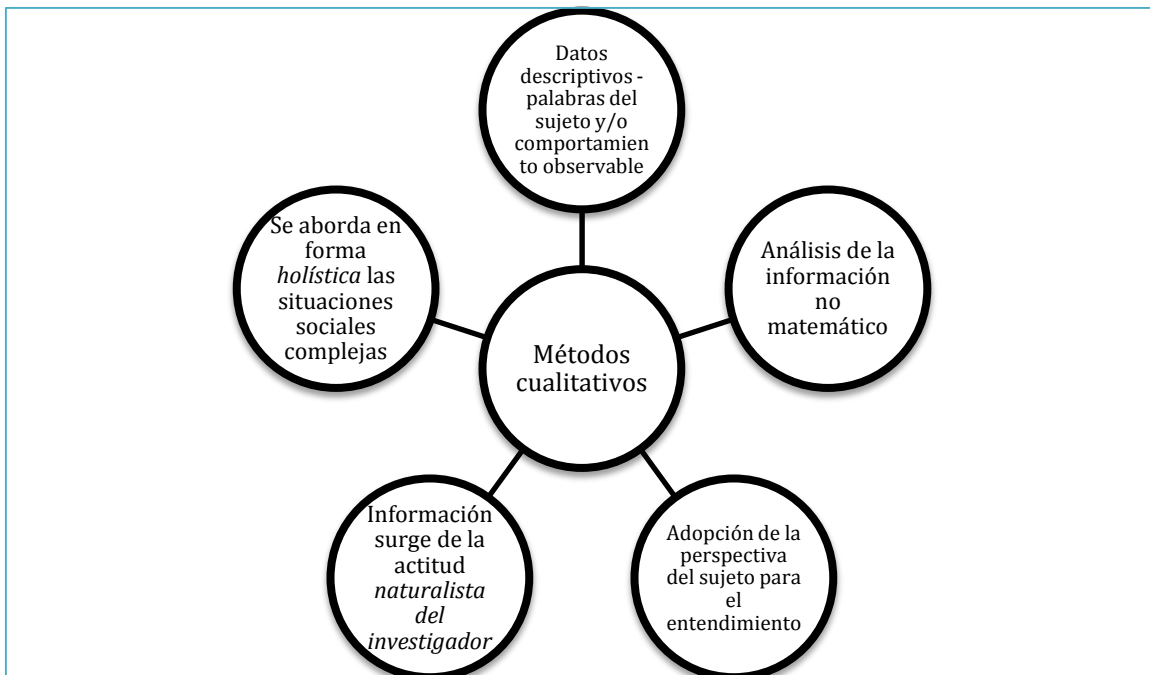 Datos
descriptivos -
palabras del
sujeto y/o
comportamien
to observable
Análisis de la
información
no
matemático
Adopción de la
perspectiva
del sujeto para
el
entendimiento
Información
surge de la
actitud
naturalista
del
investigador
Se aborda en
forma
holística las
situaciones
sociales
complejas
Métodos
cualitativos